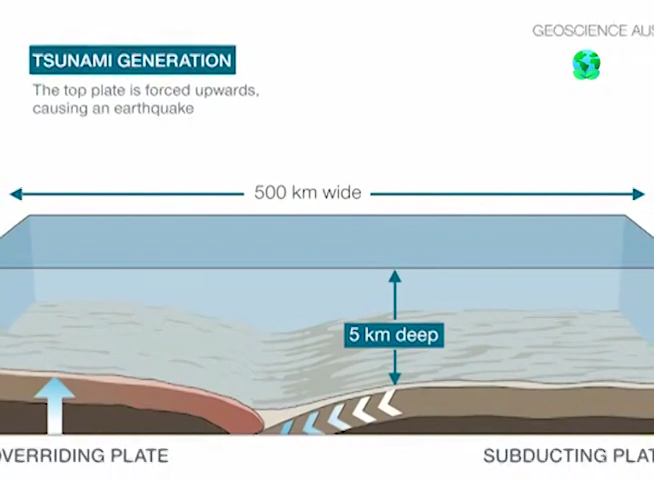 GEOSCIENCE AUS
TSUNAMI GENERATION
The top plate is forced upwards,
causing an earthquake
500 km wide
5 km deep
OVERRIDING PLATE
SUBDUCTING PLAT